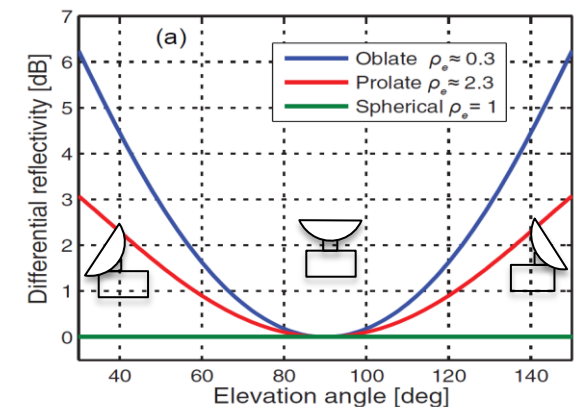 7
6
5
4
3
2
1
0
Differential reflectivity [dB]
(a)
Oblate ρₑ≈ 0.3
Prolate ρₑ≈ 2.3
Spherical ρₑ= 1
40 60 80 100 120 140
Elevation angle [deg]